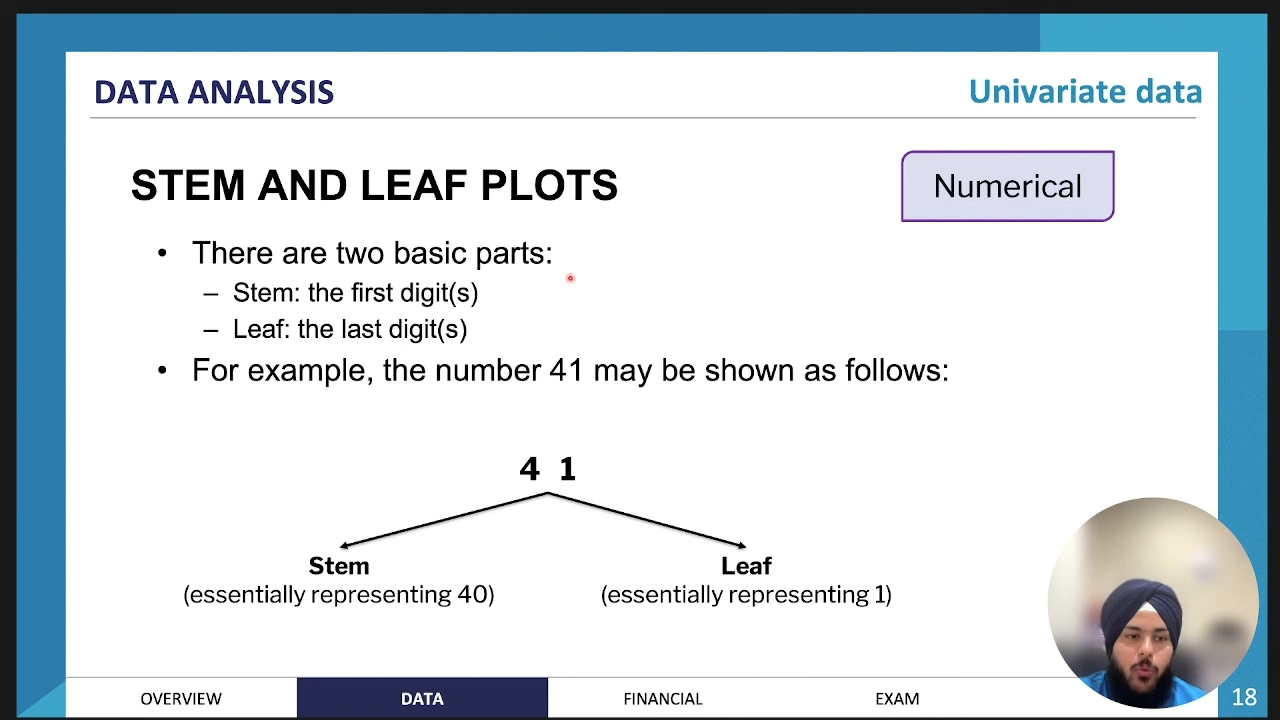 DATA ANALYSIS
Univariate data
STEM AND LEAF PLOTS
Numerical
• There are two basic parts:
– Stem: the first digit(s)
– Leaf: the last digit(s)
• For example, the number 41 may be shown as follows:
4 1
Stem
(essentially representing 40)
Leaf
(essentially representing 1)
OVERVIEW
DATA
FINANCIAL
EXAM
18